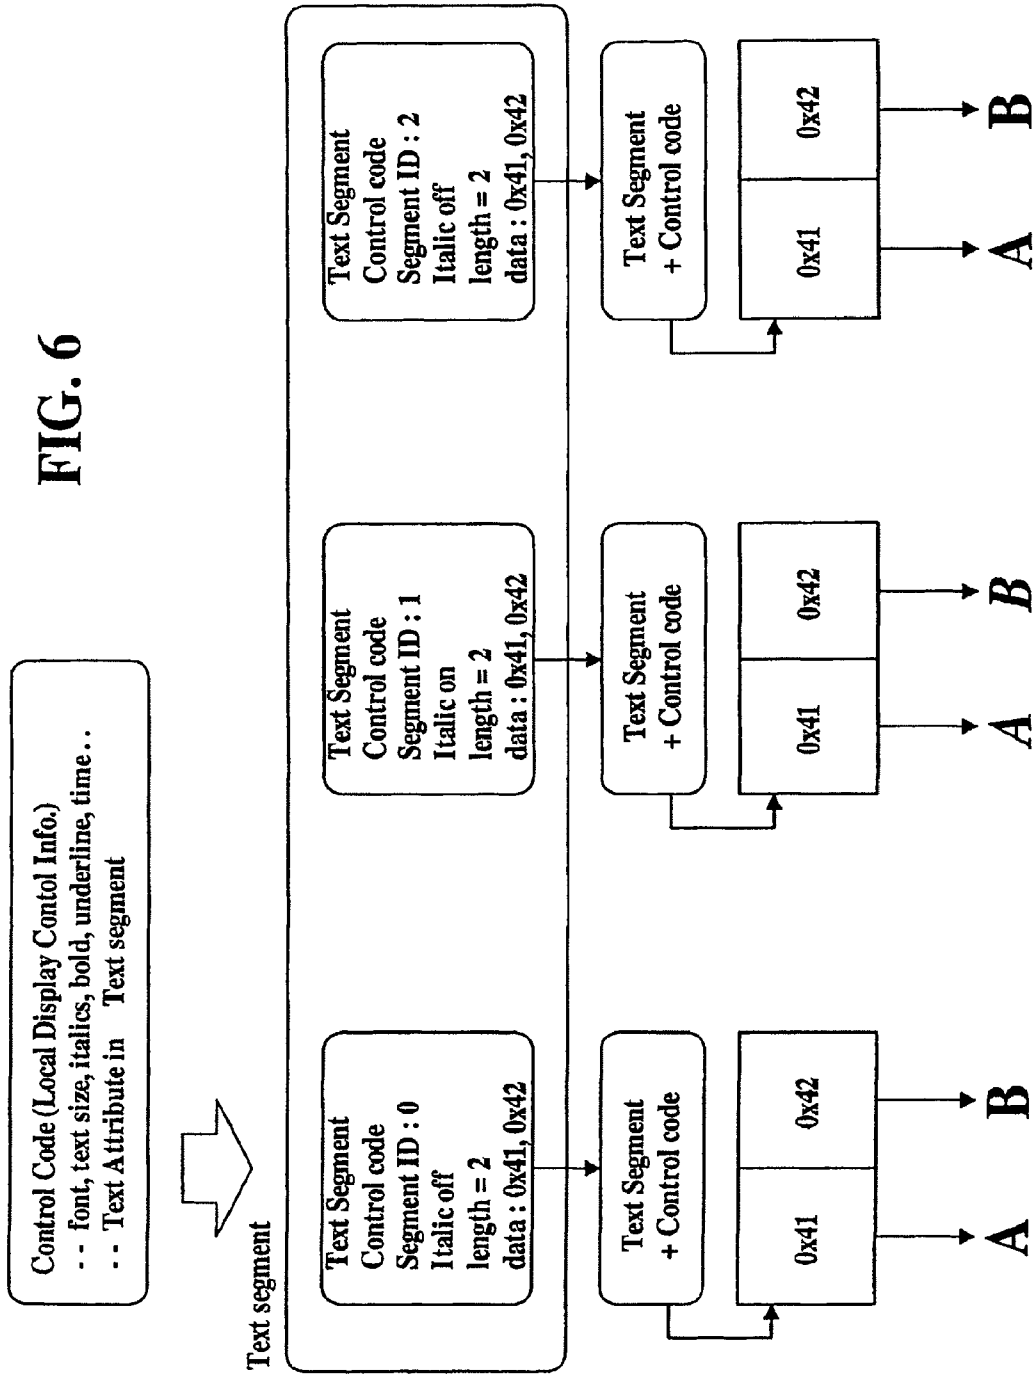 FIG. 6
Control Code (Local Display Contol Info.)
- - font, text size, italics, bold, underline, time..
- - Text Attribute in Text segment
Text segment
Text Segment
Control code
Segment ID : 0
Italic off
length = 2
data : 0x41, 0x42
Text Segment
Control code
Segment ID : 1
Italic on
length = 2
data : 0x41, 0x42
Text Segment
Control code
Segment ID : 2
Italic off
length = 2
data : 0x41, 0x42
Text Segment
+ Control code
Text Segment
+ Control code
Text Segment
+ Control code
0x41 0x42
0x41 0x42
0x41 0x42
A B
A B
A B